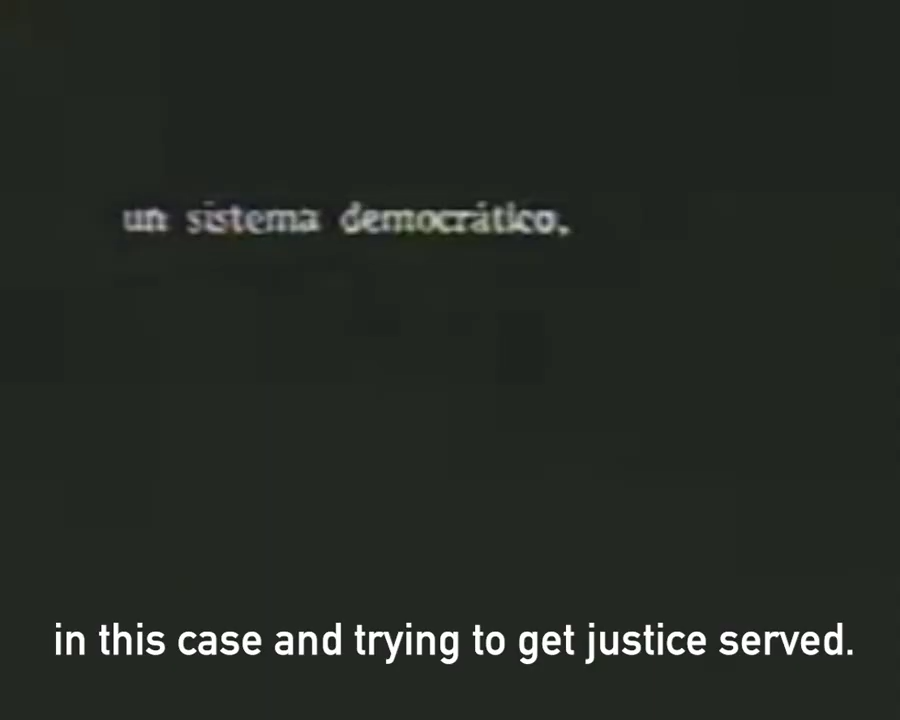 un sistema democrático,
in this case and trying to get justice served.